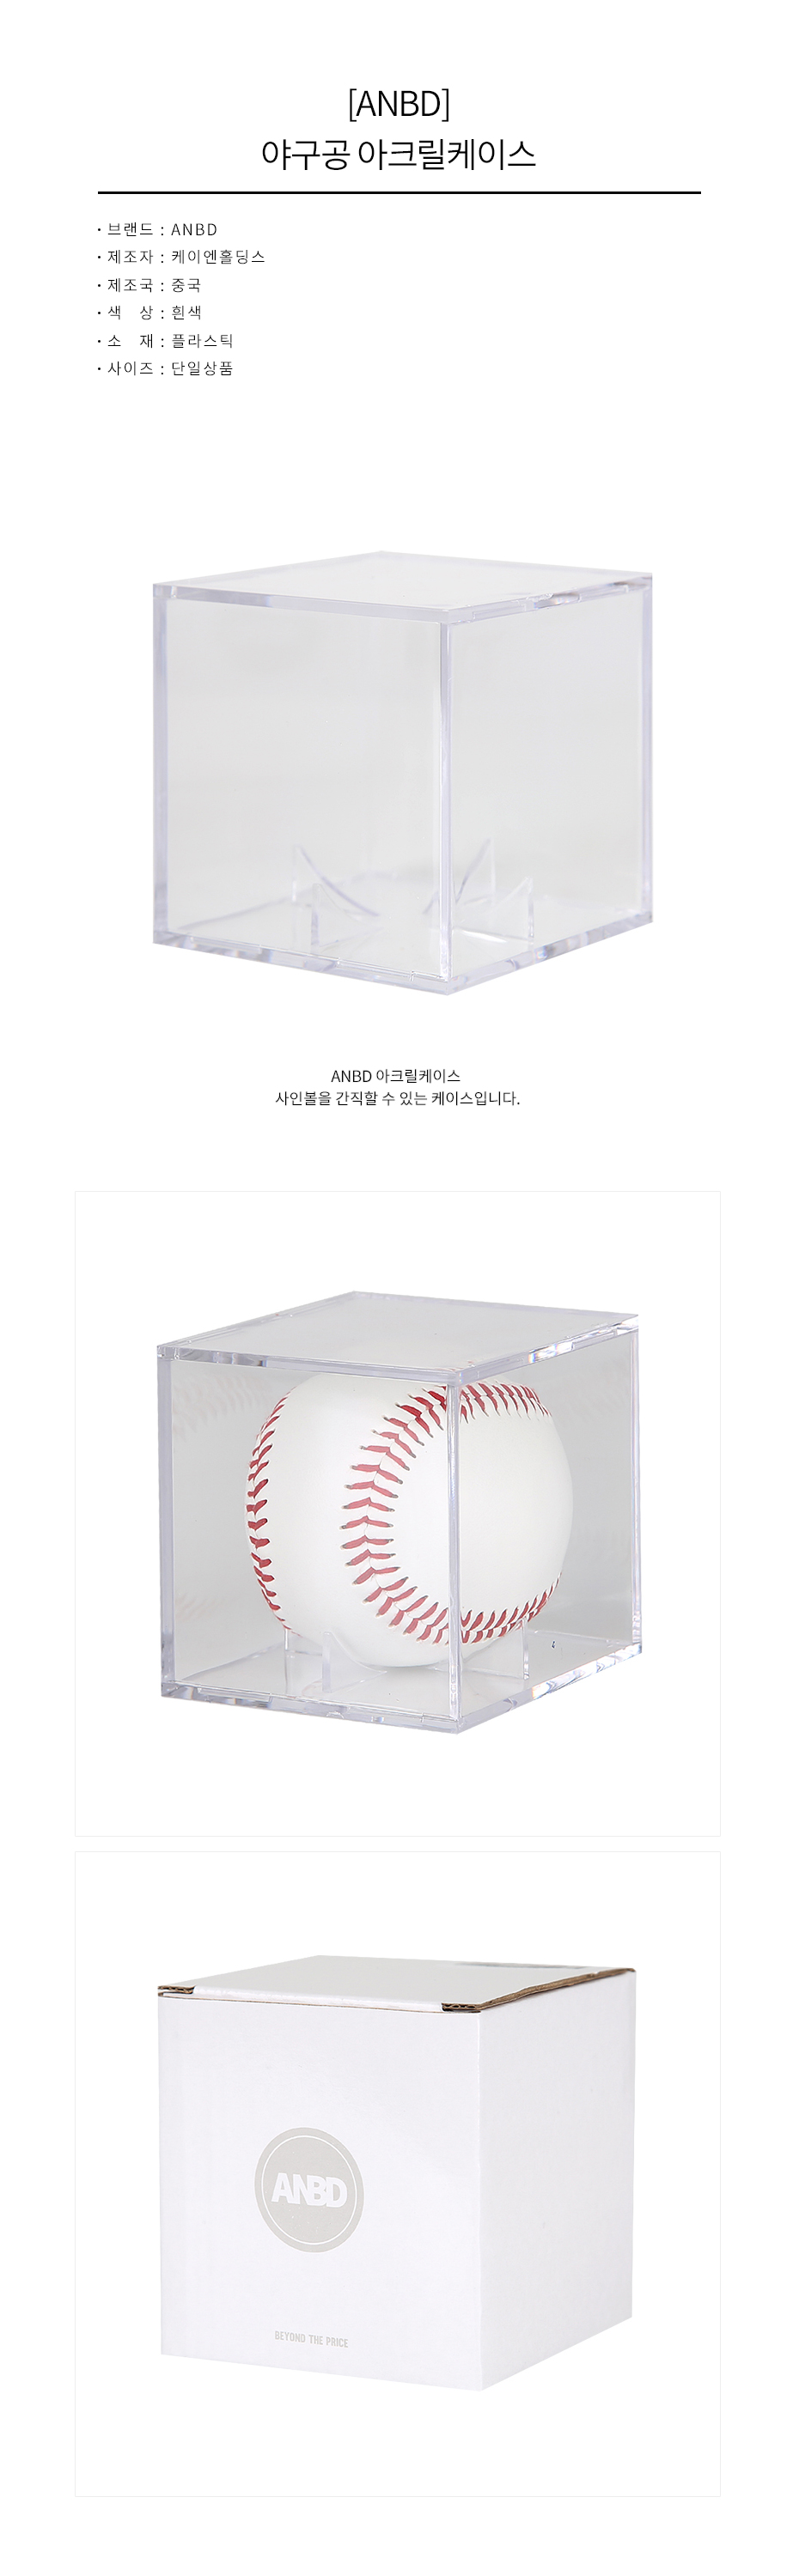 [ANBD]
야구공 아크릴케이스
· 브랜드 : ANBD
· 제조자 : 케이엔홀딩스
· 제조국 : 중국
· 색 상 : 흰색
· 소 재 : 플라스틱
· 사이즈 : 단일상품
ANBD 아크릴케이스
사인볼을 간직할 수 있는 케이스입니다.
ANBD
BEYOND THE PRICE